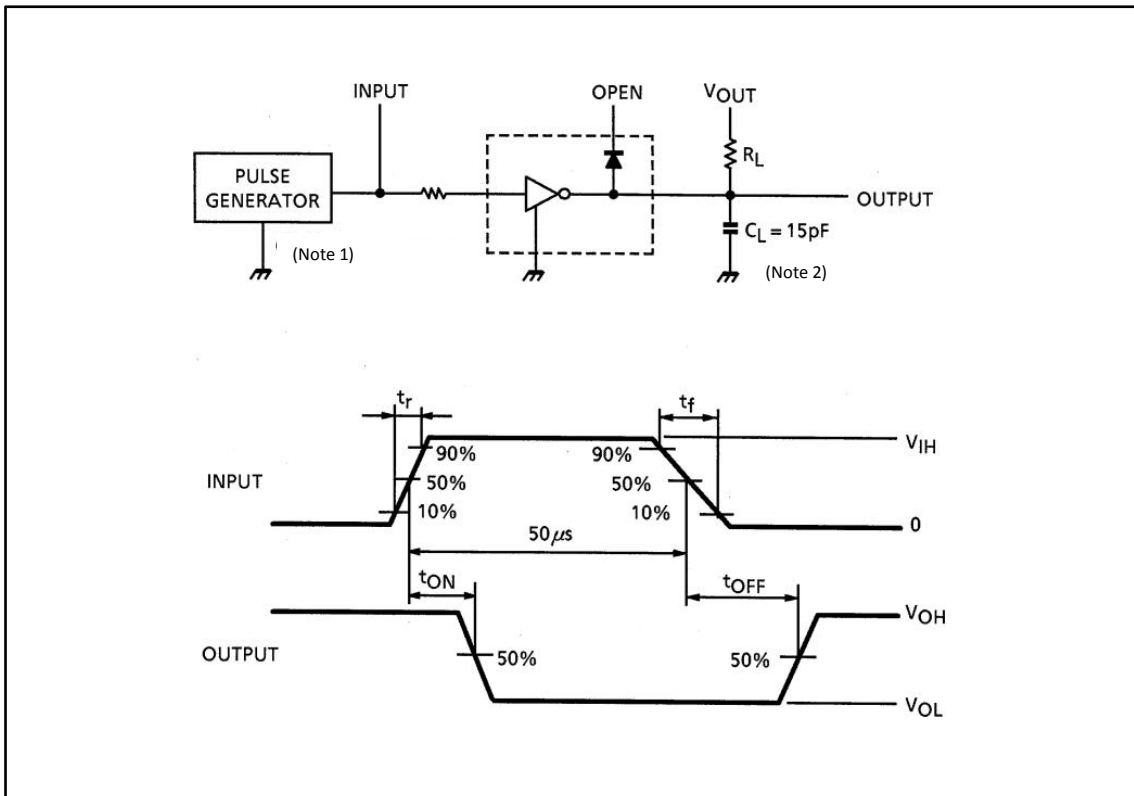 INPUT
OPEN
VOUT
PULSE
GENERATOR
RL
OUTPUT
CL = 15pF
(Note 1)
(Note 2)
tr
tf
VIH
90%
90%
INPUT
50%
50%
10%
10%
0
50μs
tON
tOFF
VOH
OUTPUT
50%
50%
VOL